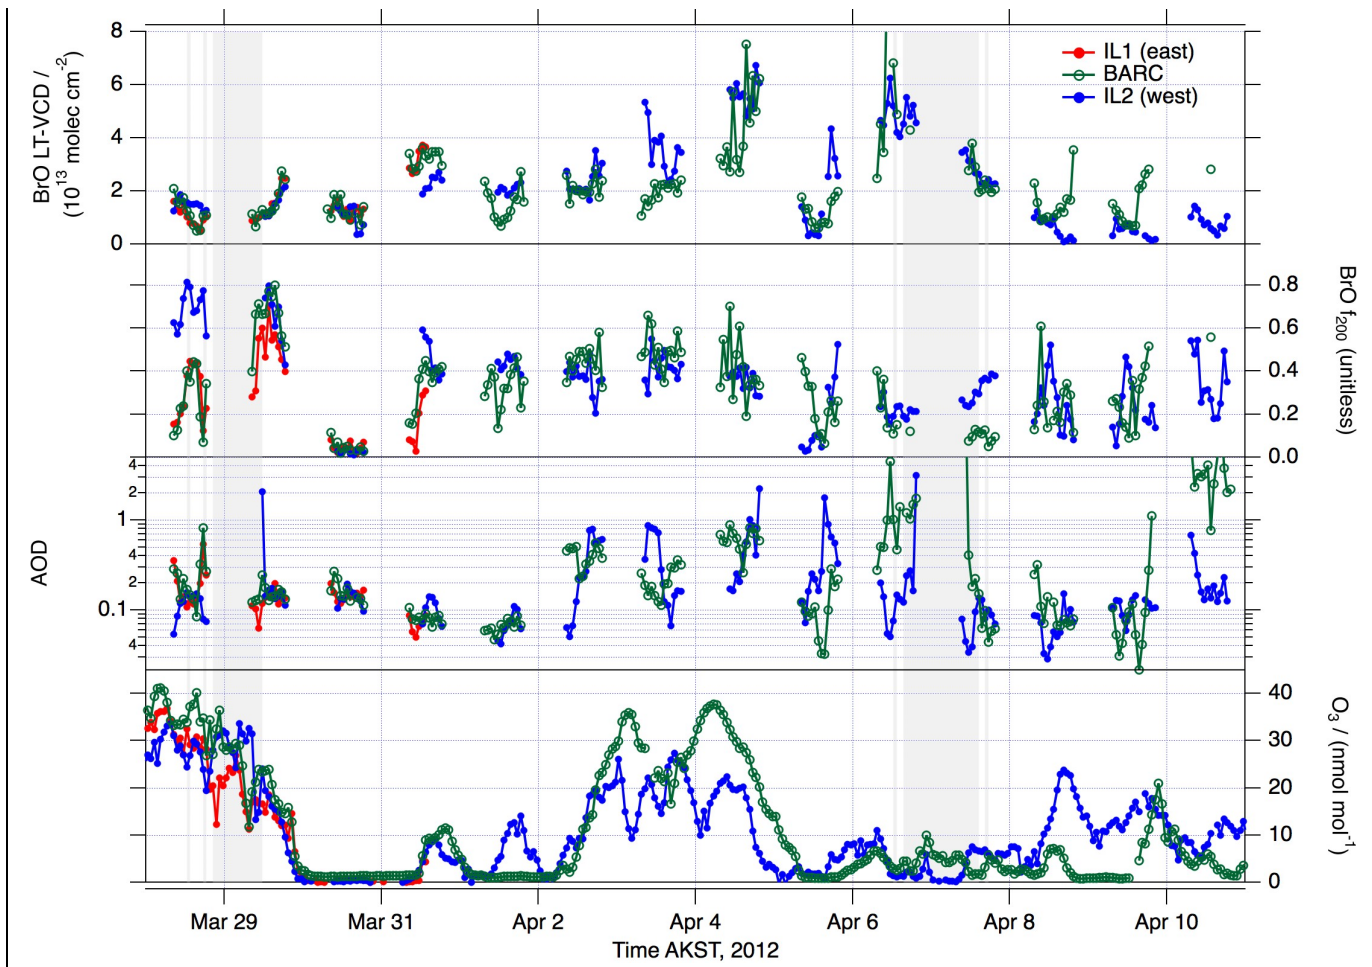 8
6
4
2
0
BrO LT-VCD /
(10¹³ molec cm⁻²)
IL1 (east)
BARC
IL2 (west)
0.8
0.6
0.4
0.2
0.0
BrO f₂₀₀ (unitless)
4
2
1
4
2
0.1
4
AOD
40
30
20
10
0
O₃ / (nmol mol⁻¹)
Mar 29
Mar 31
Apr 2
Apr 4
Apr 6
Apr 8
Apr 10
Time AKST, 2012